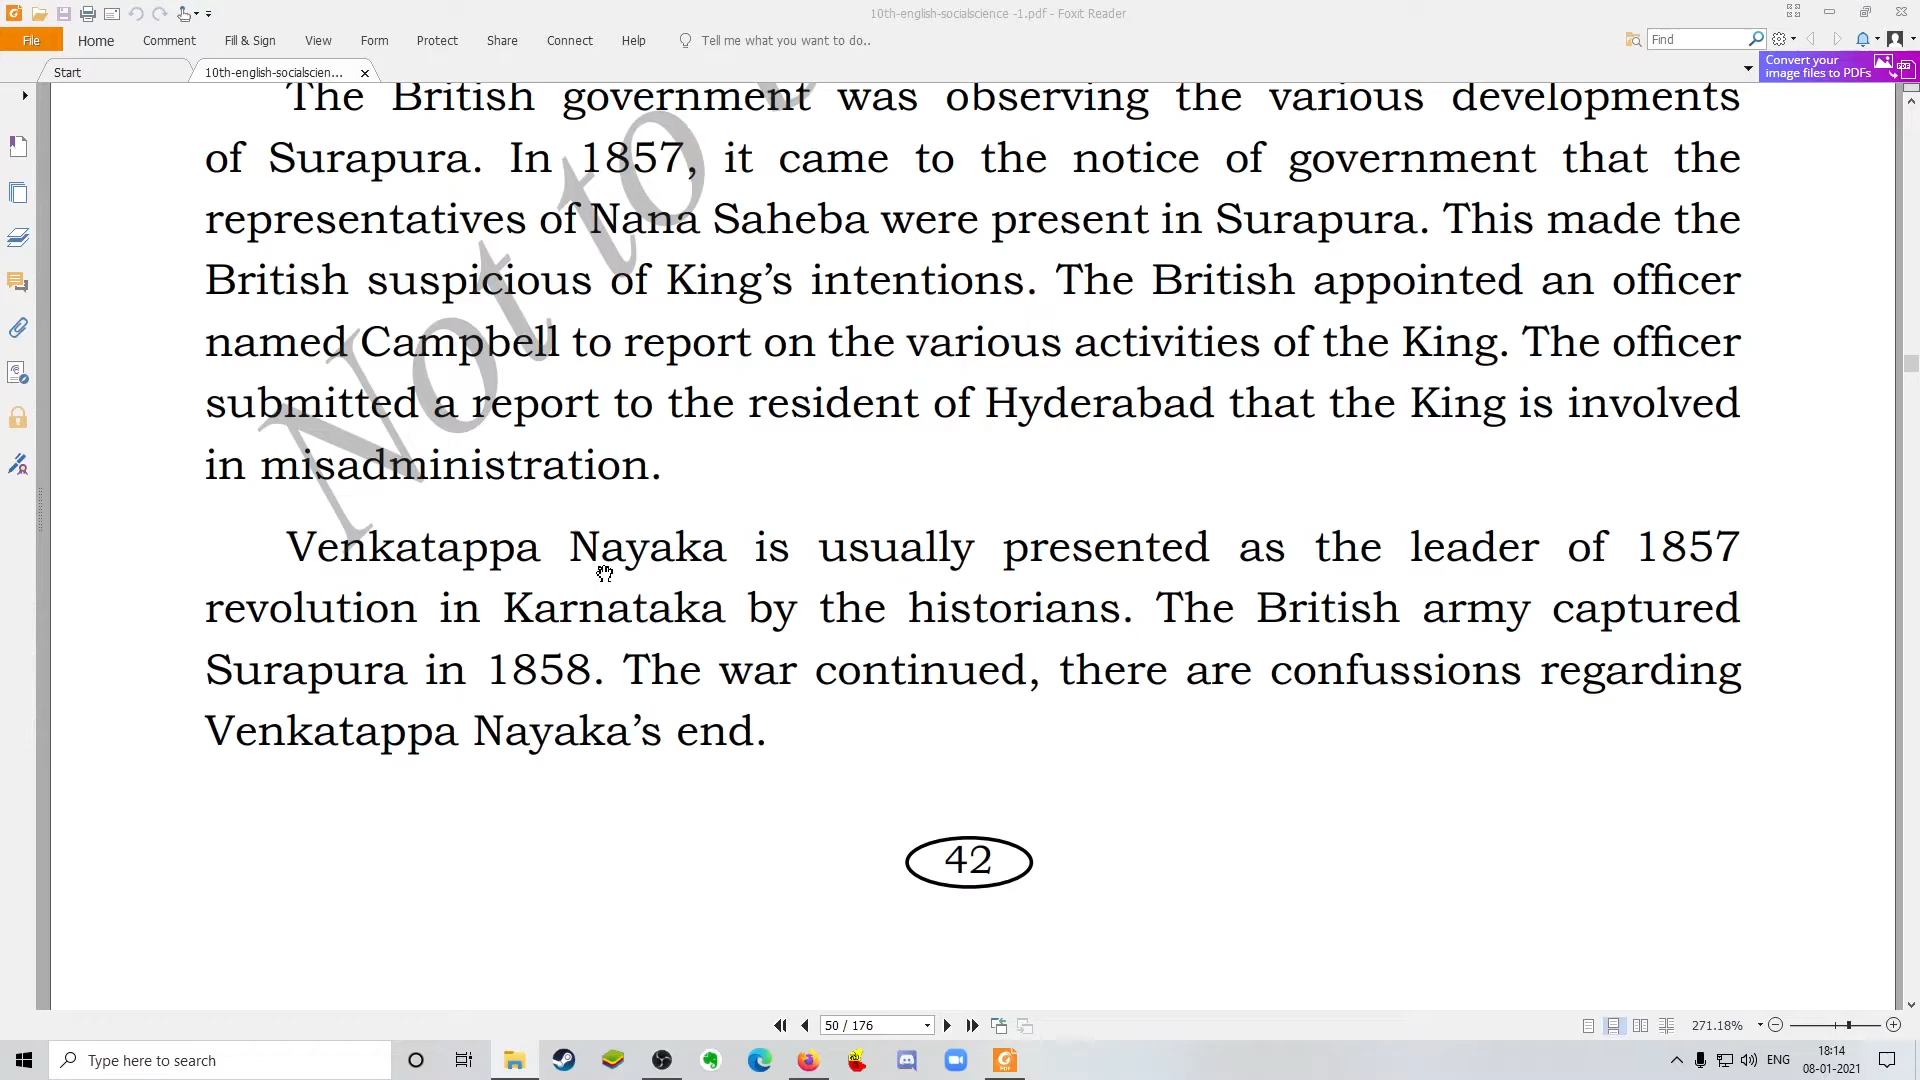 10th-english-socialscience -1.pdf - Foxit Reader
File Home Comment Fill & Sign View Form Protect Share Connect Help Tell me what you want to do.. Find
Start 10th-english-socialscien... Convert your
image files to PDFs
The British government was observing the various developments
of Surapura. In 1857, it came to the notice of government that the
representatives of Nana Saheba were present in Surapura. This made the
British suspicious of King’s intentions. The British appointed an officer
named Campbell to report on the various activities of the King. The officer
submitted a report to the resident of Hyderabad that the King is involved
in misadministration.
Not to
Venkatappa Nayaka is usually presented as the leader of 1857
revolution in Karnataka by the historians. The British army captured
Surapura in 1858. The war continued, there are confussions regarding
Venkatappa Nayaka’s end.
42
50 / 176 271.18%
Type here to search ENG 18:14
08-01-2021